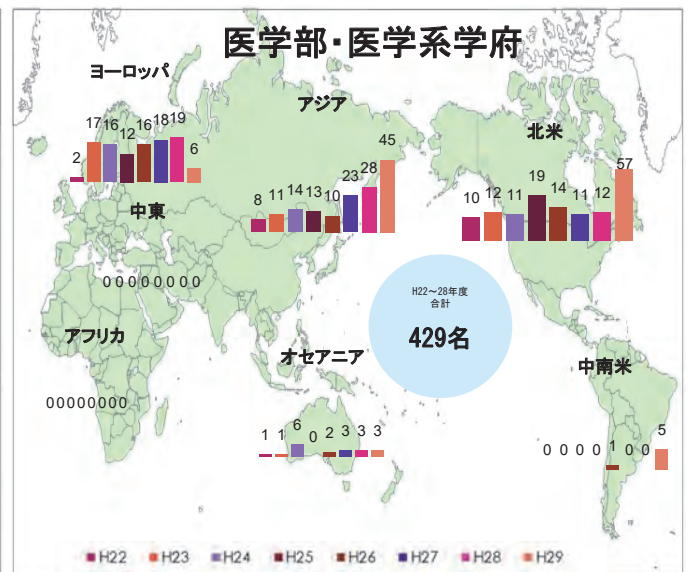 医学部・医学系学府
ヨーロッパ
2 17 16 12 16 18 19 6
アジア
8 11 14 13 10 23 28 45
北米
10 12 11 19 14 11 12 57
中東
0 0 0 0 0 0 0 0
H22～28年度
合計
429名
アフリカ
0 0 0 0 0 0 0 0
オセアニア
1 1 6 0 2 3 3 3
中南米
0 0 0 0 1 0 0 5
H22 H23 H24 H25 H26 H27 H28 H29